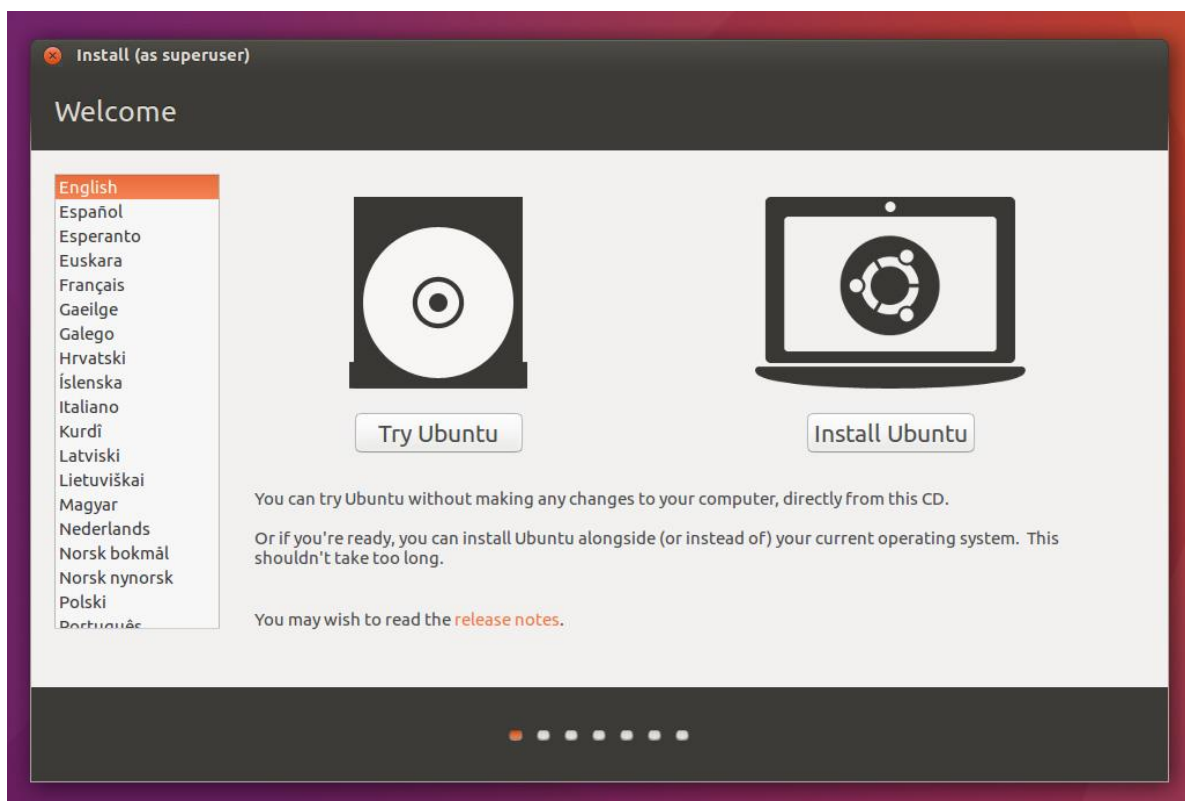 Install (as superuser)
Welcome
English
Español
Esperanto
Euskara
Français
Gaeilge
Galego
Hrvatski
Íslenska
Italiano
Kurdî
Latviski
Lietuviškai
Magyar
Nederlands
Norsk bokmål
Norsk nynorsk
Polski
Português
Try Ubuntu
Install Ubuntu
You can try Ubuntu without making any changes to your computer, directly from this CD.
Or if you're ready, you can install Ubuntu alongside (or instead of) your current operating system. This
shouldn't take too long.
You may wish to read the release notes.